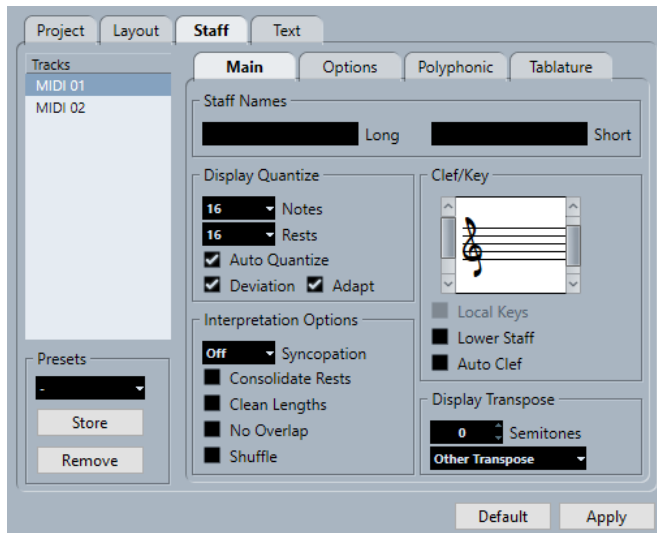 Project Layout Staff Text
Tracks
MIDI 01
MIDI 02
Presets
-
Store
Remove
Main Options Polyphonic Tablature
Staff Names
Long Short
Display Quantize
16 Notes
16 Rests
Auto Quantize
Deviation Adapt
Interpretation Options
Off Syncopation
Consolidate Rests
Clean Lengths
No Overlap
Shuffle
Clef/Key
Local Keys
Lower Staff
Auto Clef
Display Transpose
0 Semitones
Other Transpose
Default Apply